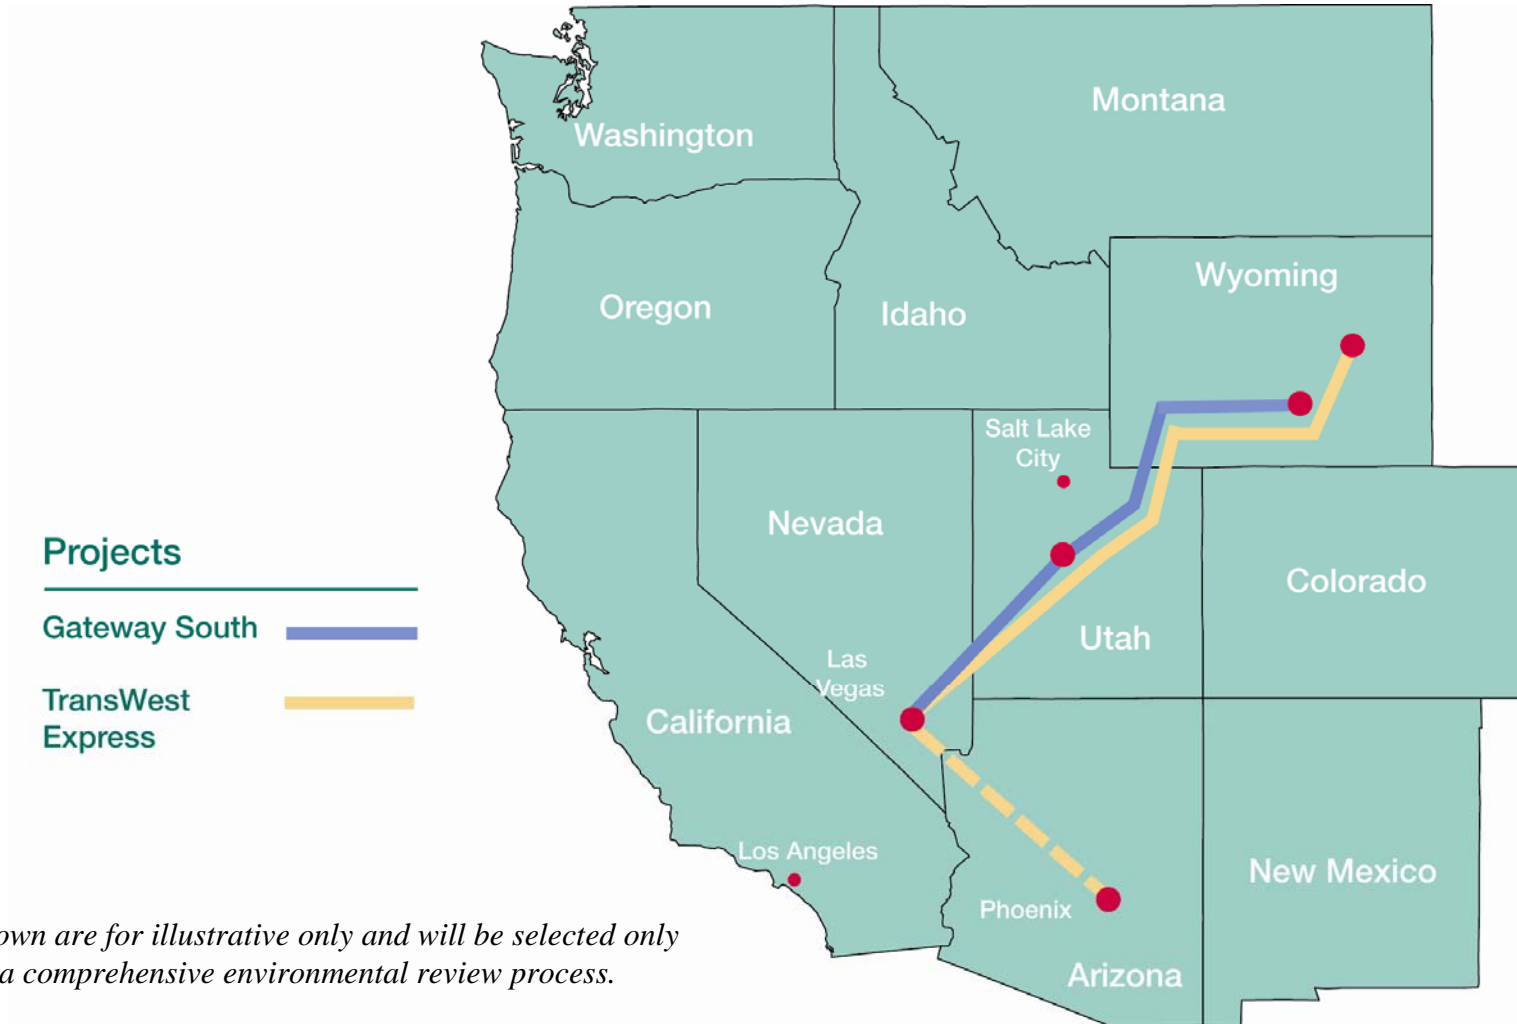 Washington
Montana
Oregon
Idaho
Wyoming
Salt Lake
City
Nevada
Utah
Colorado
Las
Vegas
California
Los Angeles
Phoenix
Arizona
New Mexico
Projects
Gateway South
TransWest
Express
are for illustrative only and will be selected only
a comprehensive environmental review process.